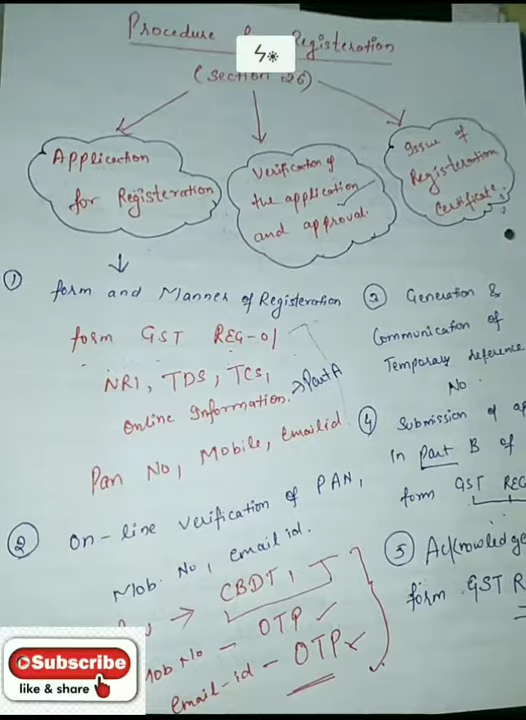 Procedure Registeration
(Section 26)
Application
for Registeration
Verification of
the application
and approval.
Issue of
Registeration
Certificate
① form and Manner of Registeration
form GST REG-01
NRI, TDS, TCS,
Online Information. > Part A
Pan No, Mobile, emailid
② On-line verification of PAN,
Mob. No, email id.
→ CBDT,
Mob No - OTP ✓
email-id - OTP ✓
③ Generation &
Communication of
Temporary reference
No.
④ Submission of
in Part B of
form GST REG
⑤ Acknowledge
form GST R
Subscribe
like & share